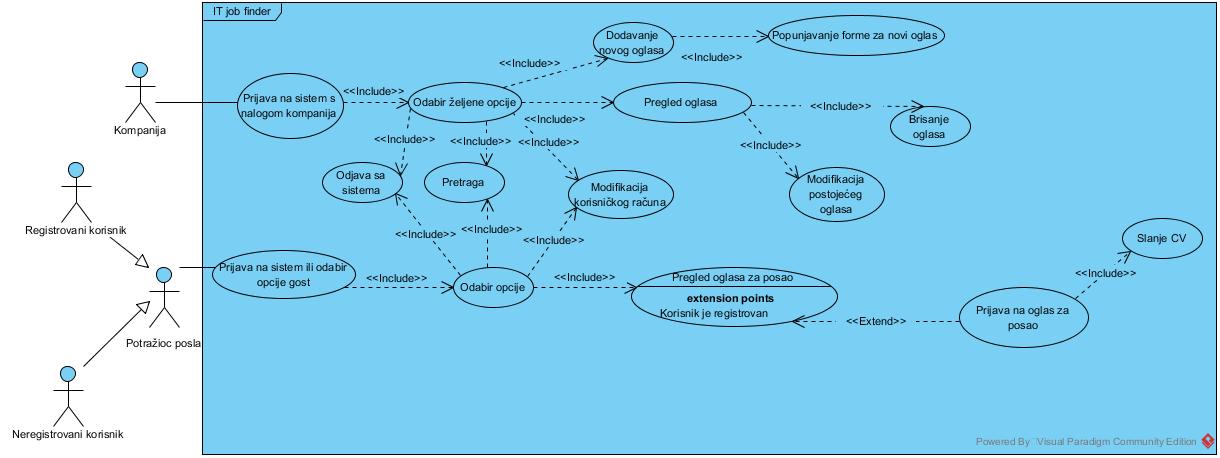 IT job finder
Dodavanje
novog oglasa
Popunjavanje forme za novi oglas
<<Include>>
<<Include>>
Kompanija
Prijava na sistem s
nalogom kompanija
<<Include>>
Odabir željene opcije
<<Include>>
Pregled oglasa
<<Include>>
Brisanje
oglasa
<<Include>>
<<Include>>
<<Include>>
<<Include>>
Odjava sa
sistema
Pretraga
Modifikacija
korisničkog računa
Modifikacija
postojećeg
oglasa
Registrovani korisnik
<<Include>>
<<Include>>
<<Include>>
Slanje CV
<<Include>>
Prijava na sistem ili odabir
opcije gost
<<Include>>
Odabir opcije
<<Include>>
Pregled oglasa za posao
extension points
Korisnik je registrovan
<<Extend>>
Prijava na oglas za
posao
Potražioc posla
Neregistrovani korisnik
Powered By Visual Paradigm Community Edition